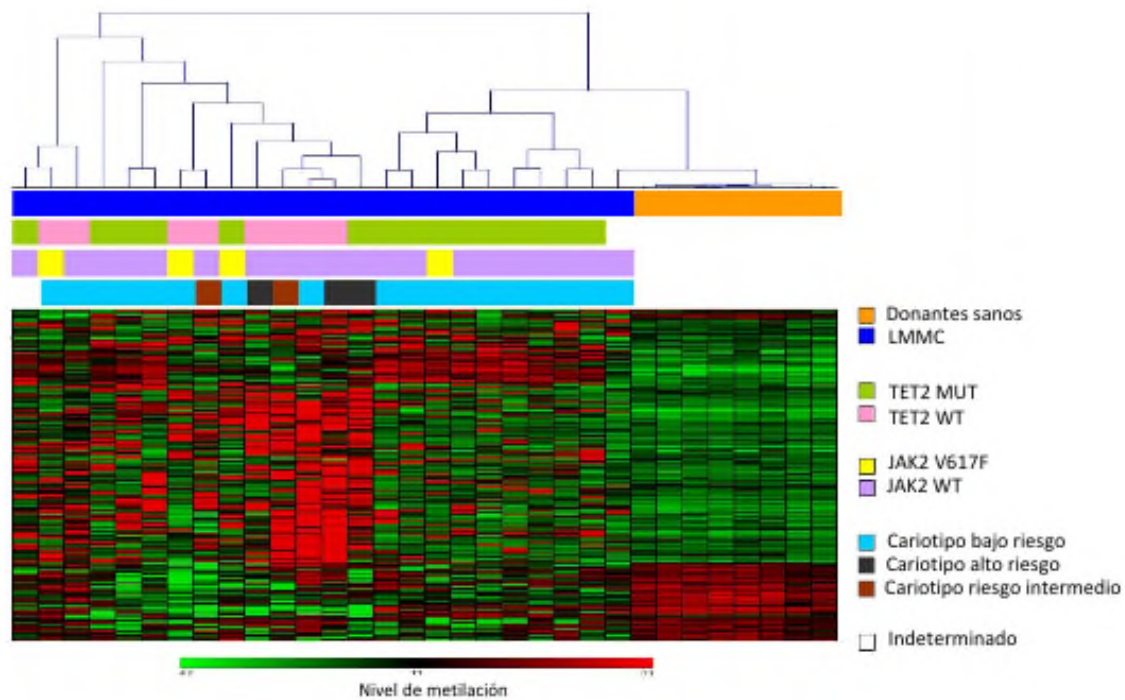 Donantes sanos
LMMC
TET2 MUT
TET2 WT
JAK2 V617F
JAK2 WT
Cariotipo bajo riesgo
Cariotipo alto riesgo
Cariotipo riesgo intermedio
Indeterminado
Nivel de metilación